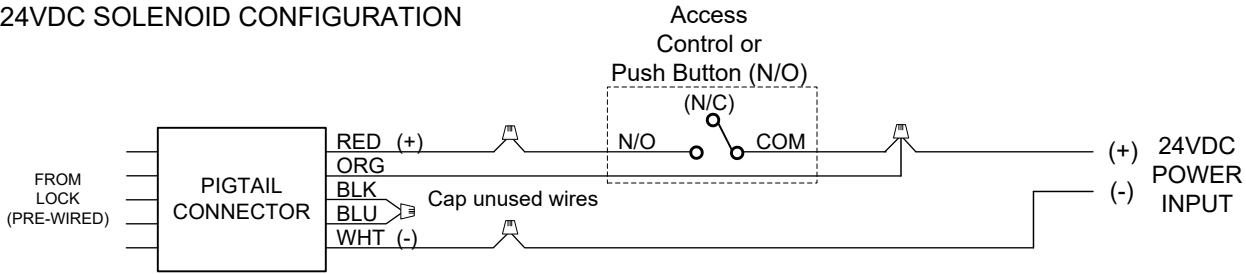 24VDC SOLENOID CONFIGURATION
Access
Control or
Push Button (N/O)
(N/C)
N/O
COM
RED (+)
ORG
BLK
BLU
WHT (-)
Cap unused wires
FROM
LOCK
(PRE-WIRED)
PIGTAIL
CONNECTOR
(+)
(-)
24VDC
POWER
INPUT